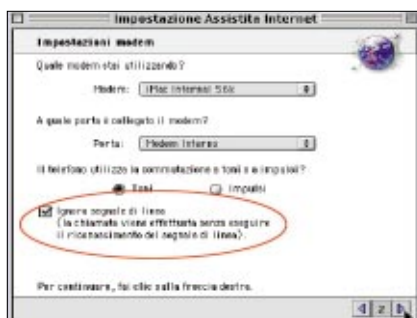 Impostazione Assistita Internet
Impostazioni modem
Quale modem stai utilizzando?
Modem: iMac internal 56k
A quale porta è collegato il modem?
Porta: Modem Interno
Il telefono utilizza la commutazione a toni o a impulsi?
Toni Impulsi
Ignora segnale di linea
(la chiamata viene effettuata senza eseguire
il riconoscimento del segnale di linea).
Per continuare, fai clic sulla freccia destra.
2